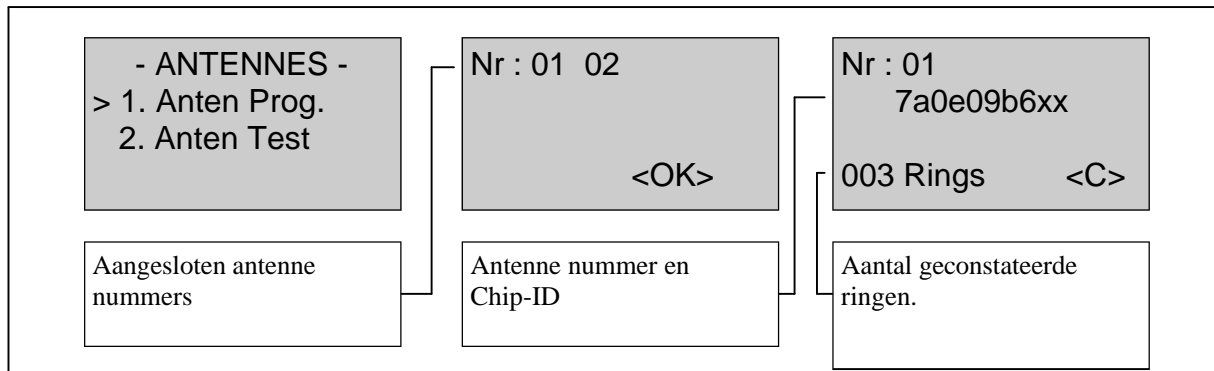 - ANTENNES -
> 1. Anten Prog.
2. Anten Test
Nr : 01 02
<OK>
Nr : 01
7a0e09b6xx
003 Rings <C>
Aangesloten antenne
nummers
Antenne nummer en
Chip-ID
Aantal geconstateerde
ringen.